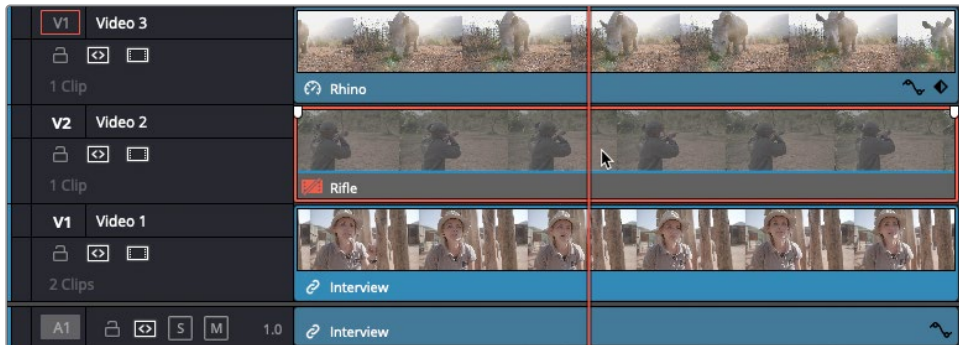 V1 Video 3
1 Clip
Rhino
V2 Video 2
1 Clip
Rifle
V1 Video 1
2 Clips
Interview
A1 S M 1.0
Interview